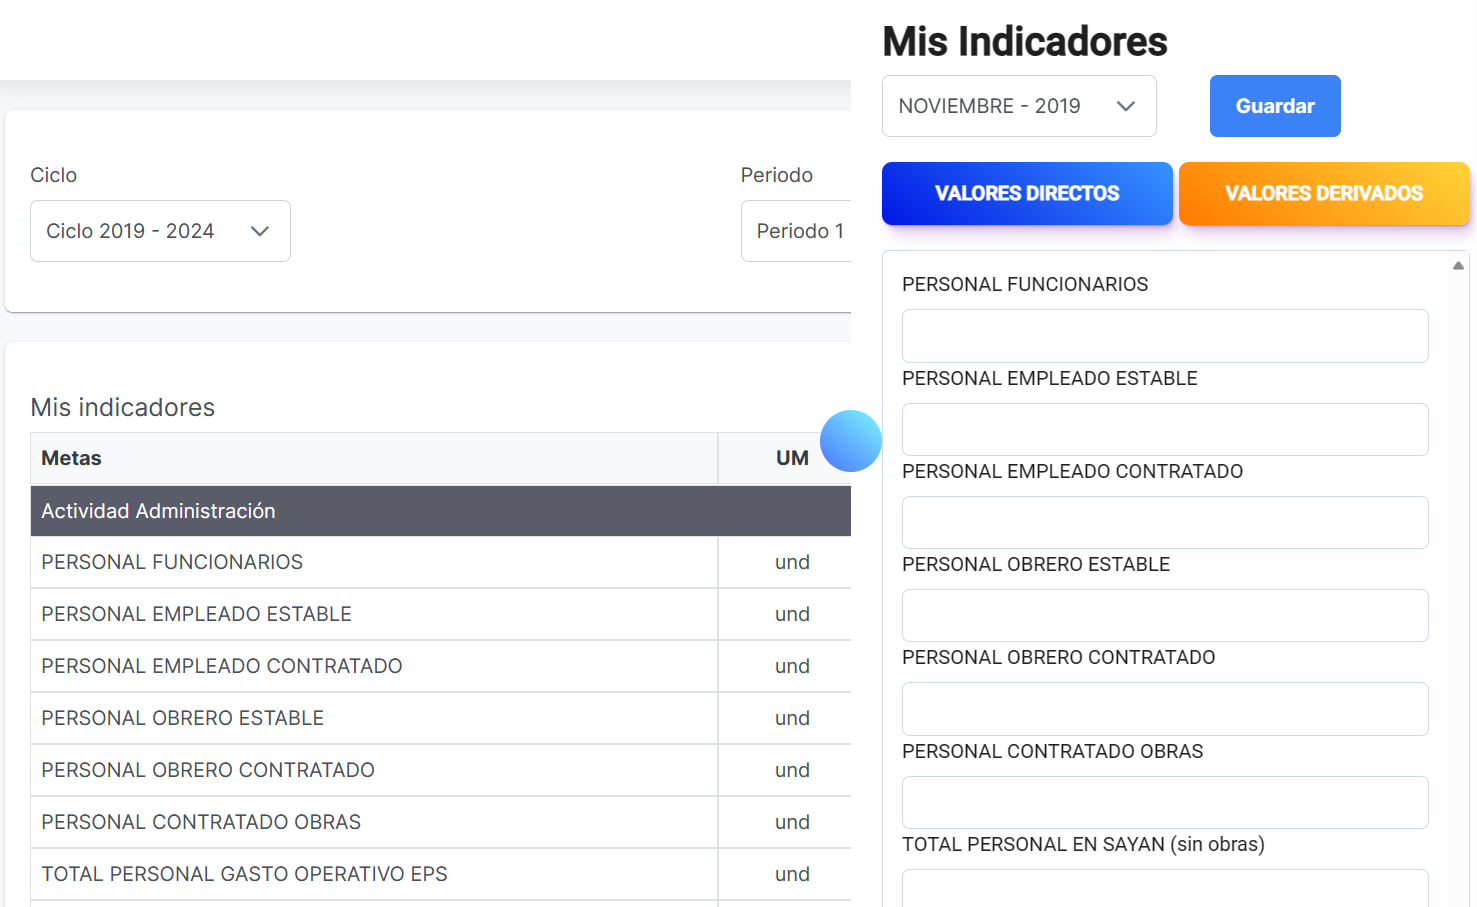 Ciclo
Periodo
Ciclo 2019 - 2024
Periodo 1
Mis indicadores
Metas UM
Actividad Administración
PERSONAL FUNCIONARIOS und
PERSONAL EMPLEADO ESTABLE und
PERSONAL EMPLEADO CONTRATADO und
PERSONAL OBRERO ESTABLE und
PERSONAL OBRERO CONTRATADO und
PERSONAL CONTRATADO OBRAS und
TOTAL PERSONAL GASTO OPERATIVO EPS und
Mis Indicadores
NOVIEMBRE - 2019
Guardar
VALORES DIRECTOS
VALORES DERIVADOS
PERSONAL FUNCIONARIOS
PERSONAL EMPLEADO ESTABLE
PERSONAL EMPLEADO CONTRATADO
PERSONAL OBRERO ESTABLE
PERSONAL OBRERO CONTRATADO
PERSONAL CONTRATADO OBRAS
TOTAL PERSONAL EN SAYAN (sin obras)